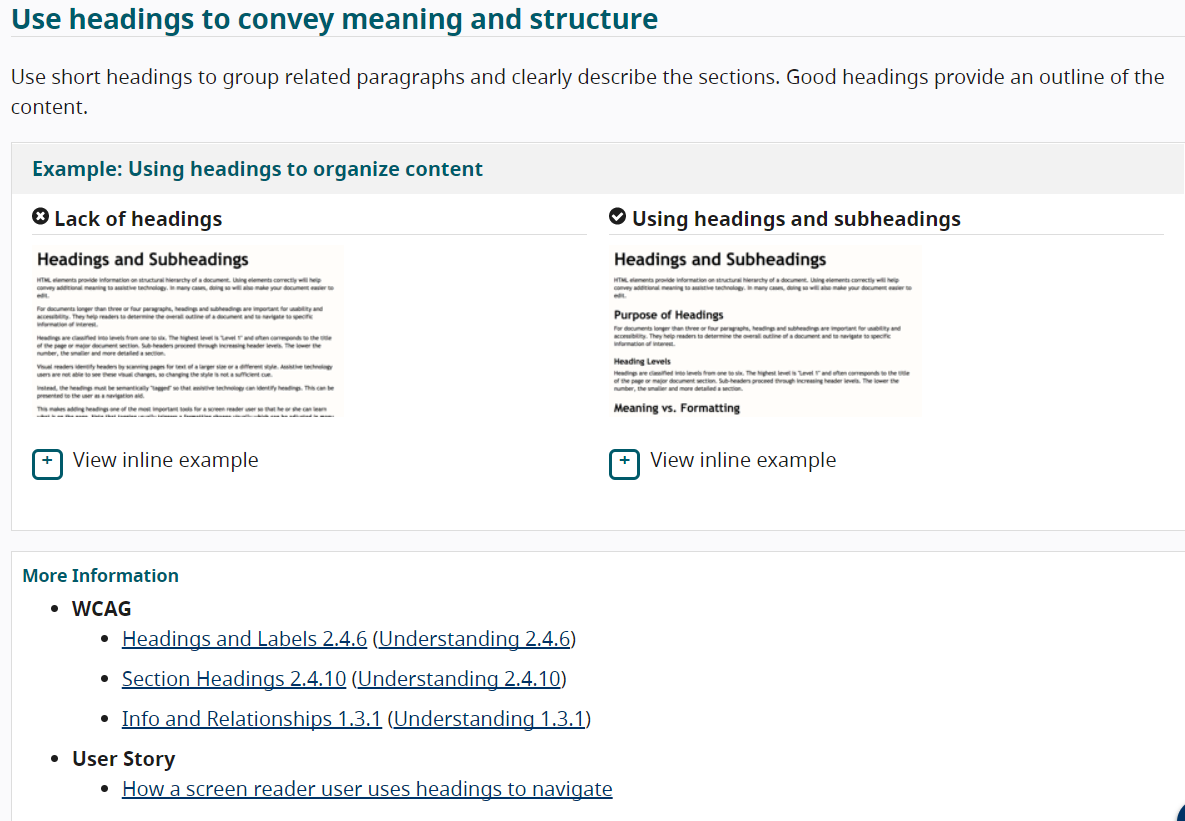 Use headings to convey meaning and structure
Use short headings to group related paragraphs and clearly describe the sections. Good headings provide an outline of the
content.
Example: Using headings to organize content
Lack of headings
Headings and Subheadings
HTML elements provide information on structural hierarchy of a document. Using elements correctly will help
convey additional meaning to assistive technology. In many cases, doing so will also make your document easier to
edit.
For documents longer than three or four paragraphs, headings and subheadings are important for usability and
accessibility. They help readers to determine the overall outline of a document and to navigate to specific
information of interest.
Headings are classified into levels from one to six. The highest level is "Level 1" and often corresponds to the title
of the page or major document section. Sub-headers proceed through increasing header levels. The lower the
number, the smaller and more detailed a section.
Visual readers identify headers by scanning pages for text of a larger size or a different style. Assistive technology
users are not able to see these visual changes, so changing the style is not a sufficient cue.
Instead, the headings must be semantically "tagged" so that assistive technology can identify headings. This can be
presented to the user as a navigation aid.
This makes adding headings one of the most important tools for a screen reader user so that he or she can learn
+ View inline example
Using headings and subheadings
Headings and Subheadings
HTML elements provide information on structural hierarchy of a document. Using elements correctly will help
convey additional meaning to assistive technology. In many cases, doing so will also make your document easier to
edit.
Purpose of Headings
For documents longer than three or four paragraphs, headings and subheadings are important for usability and
accessibility. They help readers to determine the overall outline of a document and to navigate to specific
information of interest.
Heading Levels
Headings are classified into levels from one to six. The highest level is "Level 1" and often corresponds to the title
of the page or major document section. Sub-headers proceed through increasing header levels. The lower the
number, the smaller and more detailed a section.
Meaning vs. Formatting
+ View inline example
More Information
WCAG
Headings and Labels 2.4.6 (Understanding 2.4.6)
Section Headings 2.4.10 (Understanding 2.4.10)
Info and Relationships 1.3.1 (Understanding 1.3.1)
User Story
How a screen reader user uses headings to navigate